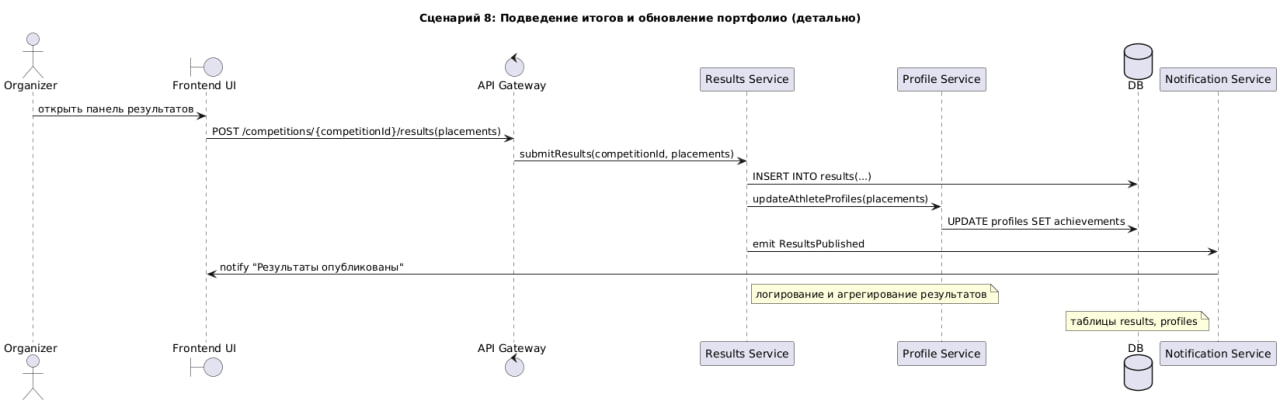 Сценарий 8: Подведение итогов и обновление портфолио (детально)
Organizer
Frontend UI
API Gateway
Results Service
Profile Service
DB
Notification Service
открыть панель результатов
POST /competitions/{competitionId}/results(placements)
submitResults(competitionId, placements)
INSERT INTO results(...)
updateAthleteProfiles(placements)
UPDATE profiles SET achievements
emit ResultsPublished
notify "Результаты опубликованы"
логирование и агрегирование результатов
таблицы results, profiles
Organizer
Frontend UI
API Gateway
Results Service
Profile Service
DB
Notification Service